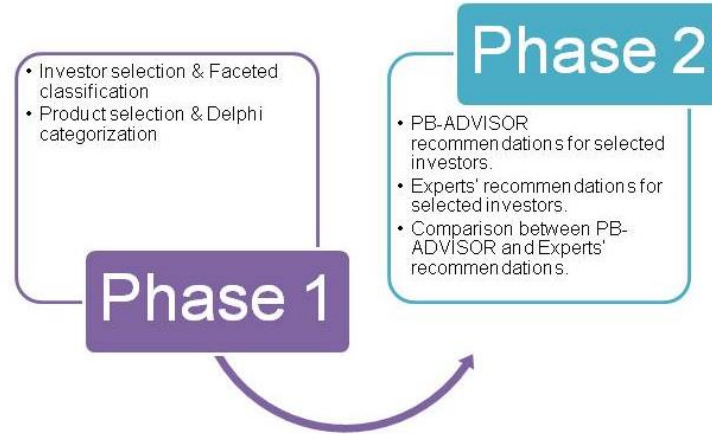 • Investor selection & Faceted
classification
• Product selection & Delphi
categorization
Phase 1
Phase 2
• PB-ADVISOR
recommendations for selected
investors.
• Experts' recommendations for
selected investors.
• Comparison between PB-
ADVISOR and Experts'
recommendations.